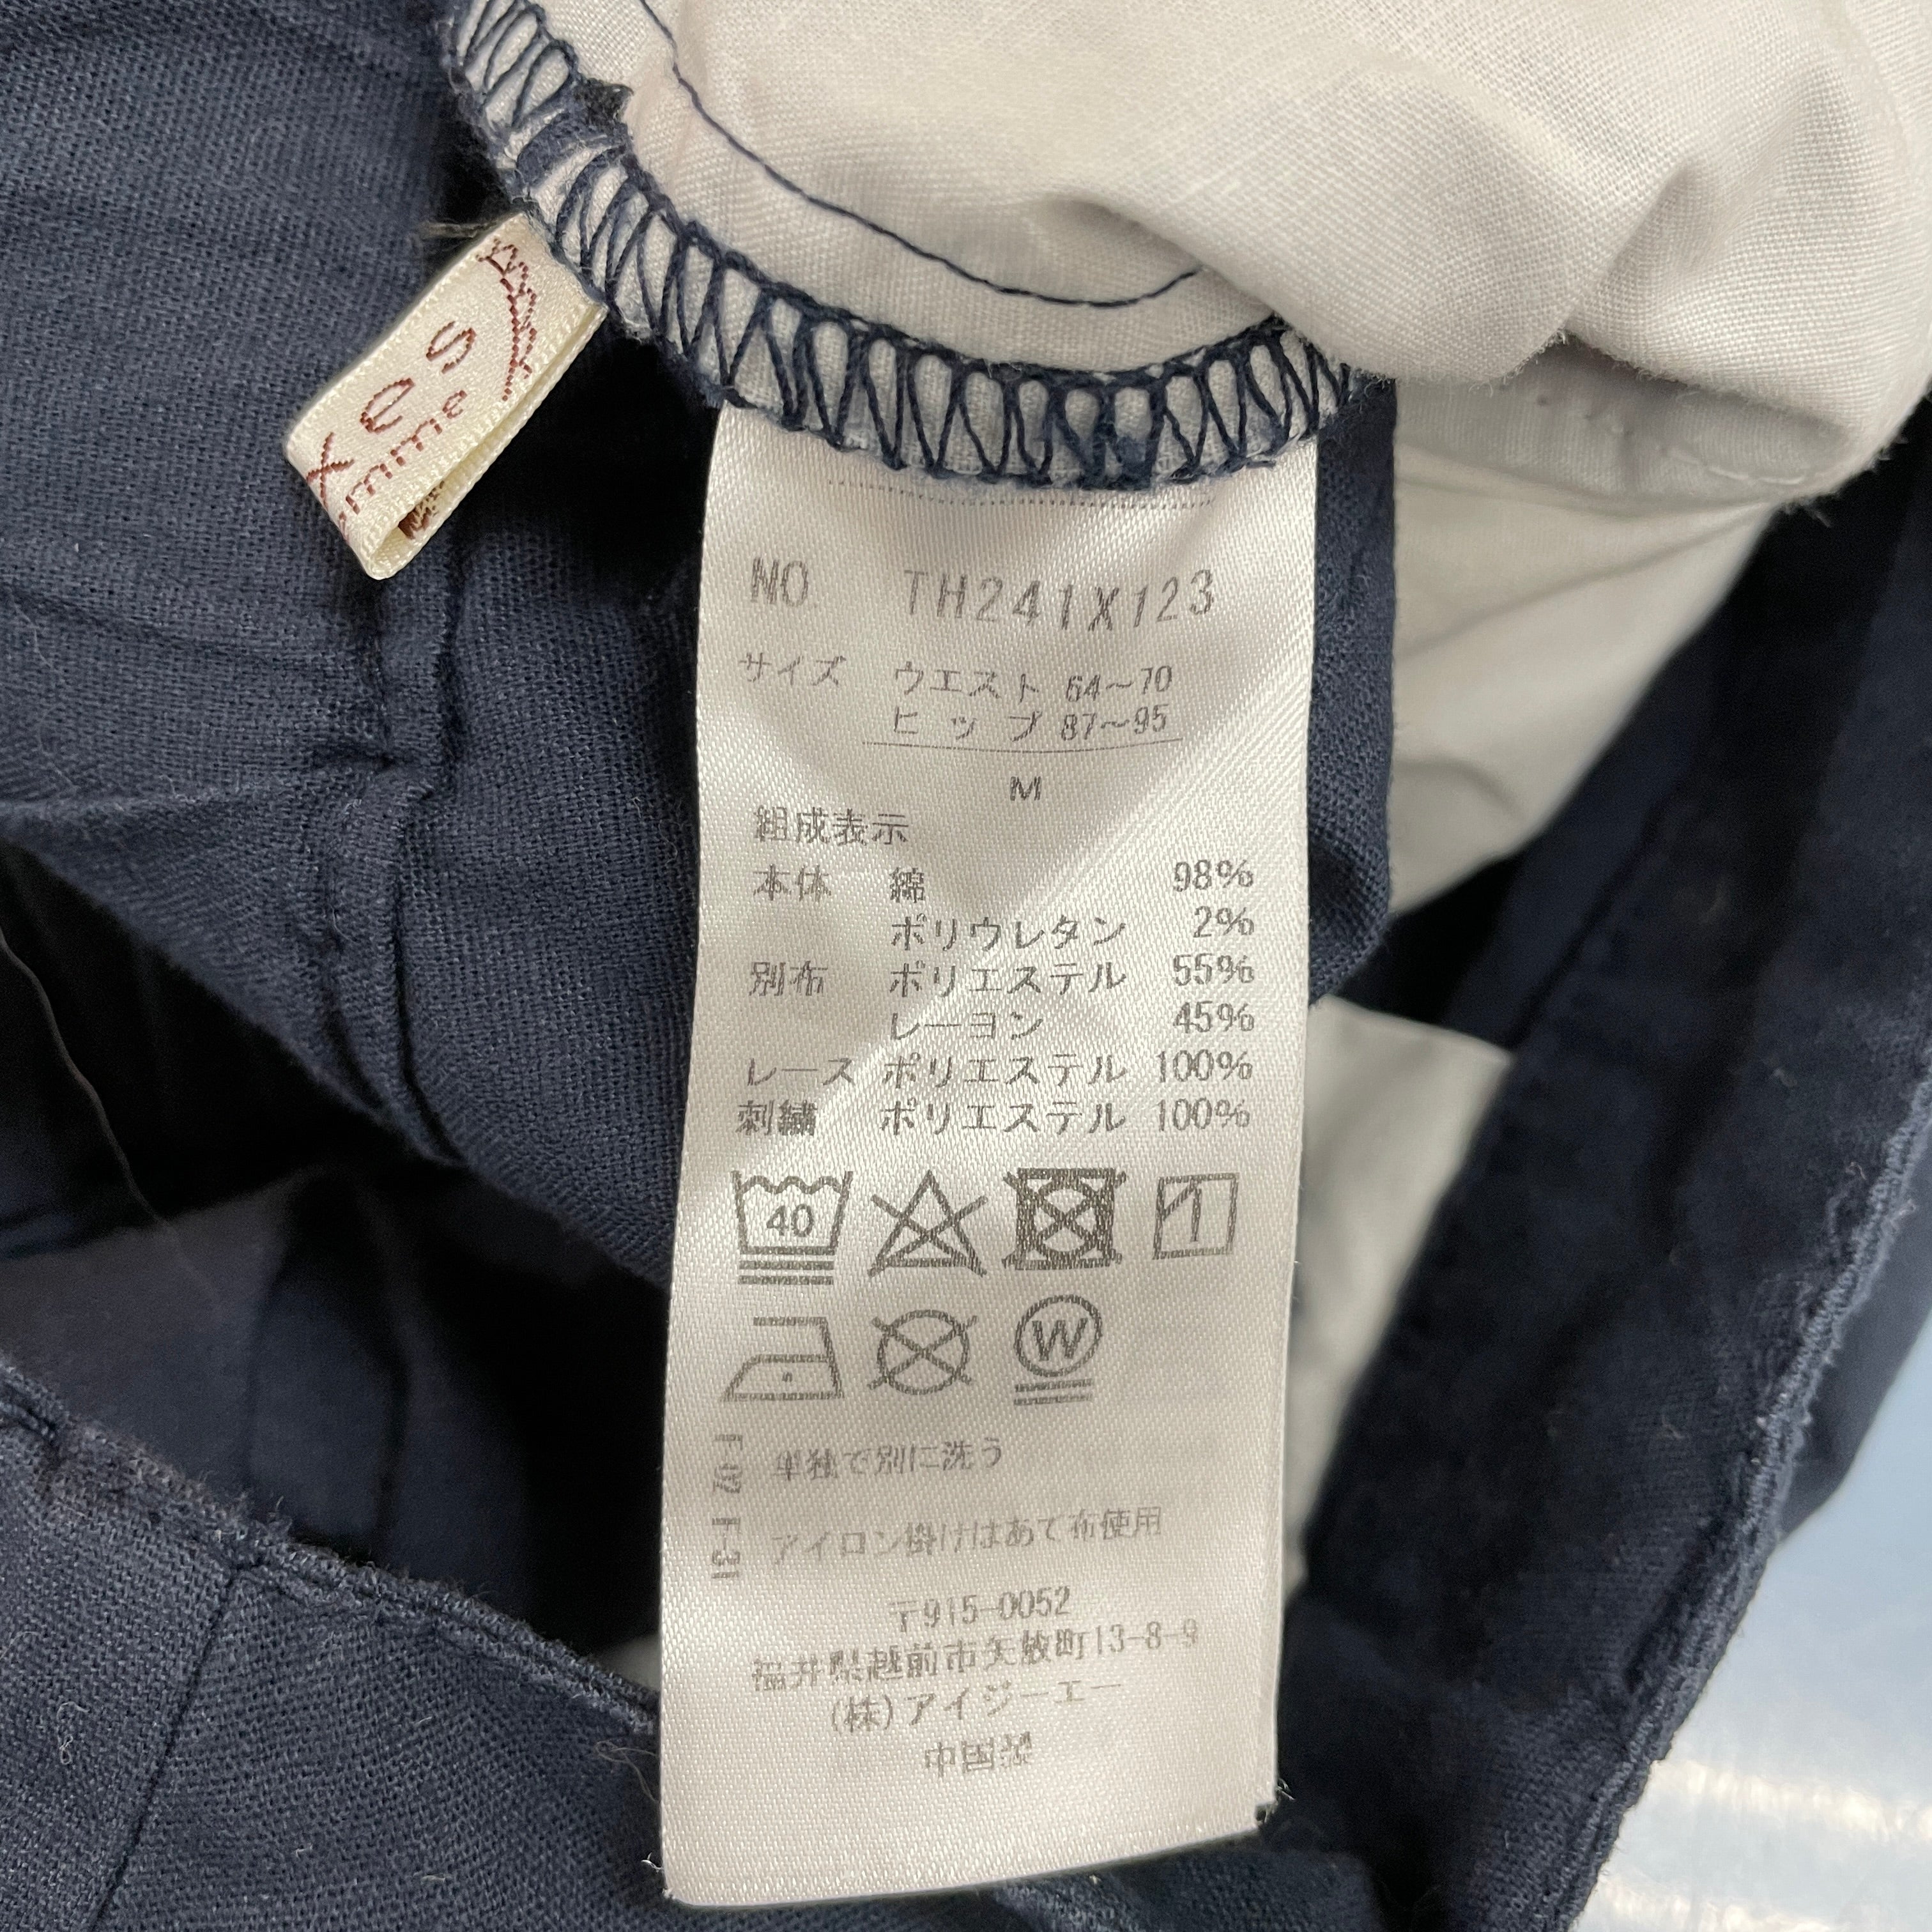 NO. TH241X123
サイズ ウエスト 64～70
ヒップ 87～95
M
組成表示
本体 綿 98%
ポリウレタン 2%
別布 ポリエステル 55%
レーヨン 45%
レース ポリエステル 100%
刺繍 ポリエステル 100%
40
W
単独で別に洗う
アイロン掛けはあて布使用
〒915-0052
福井県越前市矢放町13-8-9
(株)アイジーエー
中国製